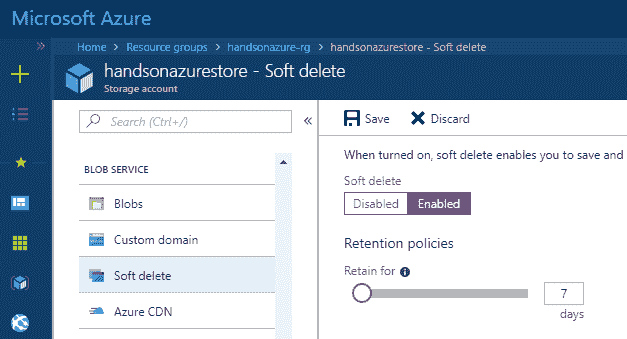 Microsoft Azure
Home > Resource groups > handsonazurestore-rg > handsonazurestore - Soft delete
handsonazurestore - Soft delete
Storage account
Search (Ctrl+/)
BLOB SERVICE
Blobs
Custom domain
Soft delete
Azure CDN
Save
Discard
When turned on, soft delete enables you to save and
Soft delete
Disabled
Enabled
Retention policies
Retain for
7
days